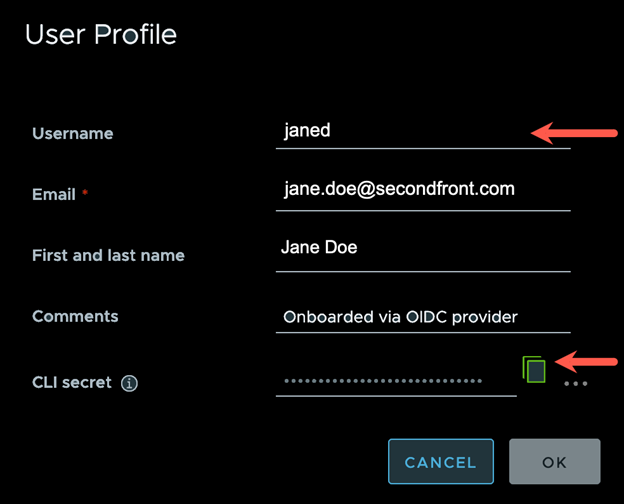 User Profile
Username janed
Email * jane.doe@secondfront.com
First and last name Jane Doe
Comments Onboarded via OIDC provider
CLI secret i ............................. ...
CANCEL OK